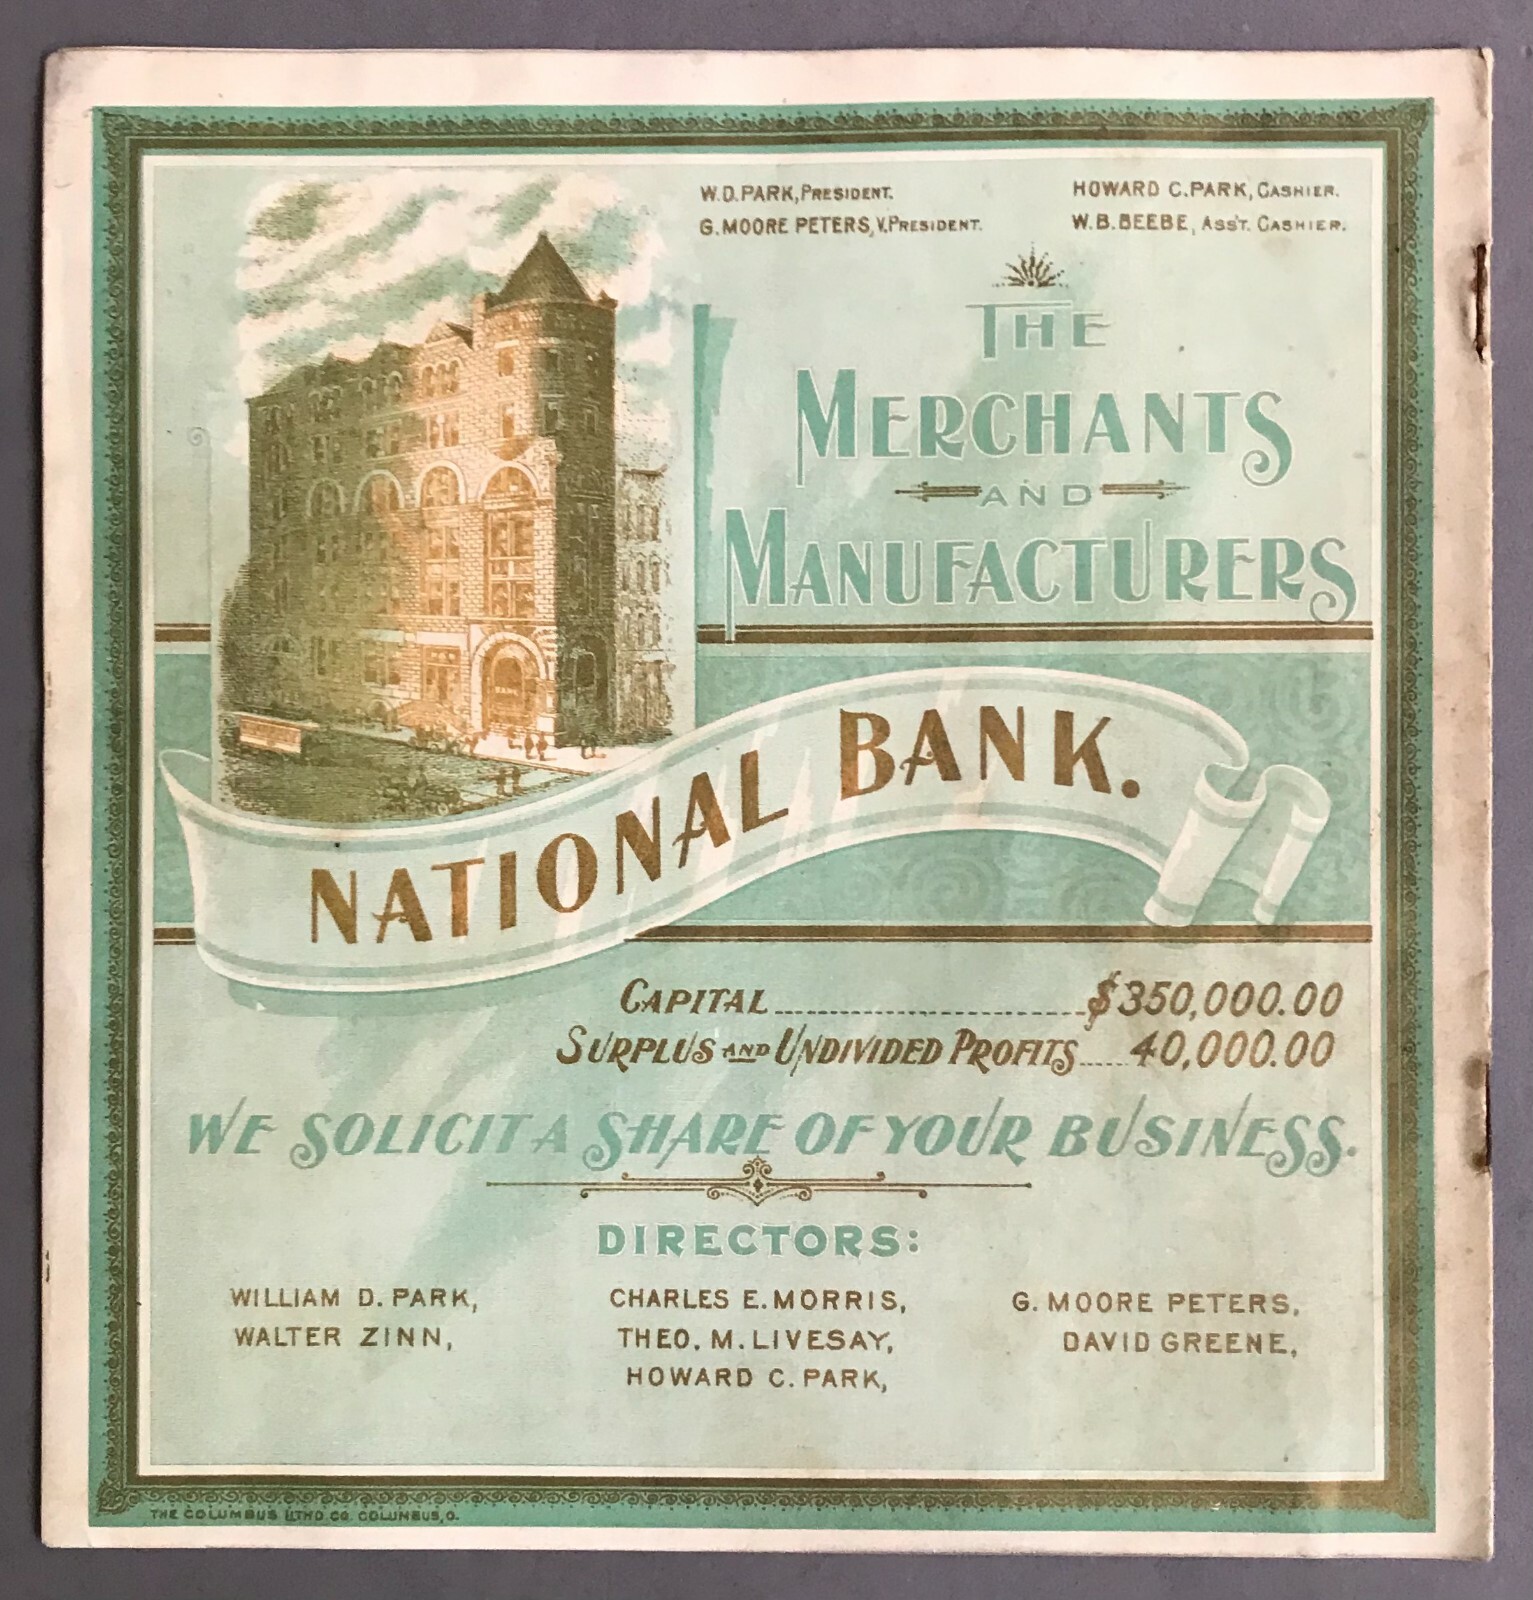 W.D. PARK, PRESIDENT.
G. MOORE PETERS, V. PRESIDENT.
HOWARD C. PARK, CASHIER.
W.B. BEEBE, ASS'T. CASHIER.
THE
MERCHANTS
AND
MANUFACTURERS
BANK
NATIONAL BANK.
CAPITAL $350,000.00
SURPLUS AND UNDIVIDED PROFITS 40,000.00
WE SOLICIT A SHARE OF YOUR BUSINESS.
DIRECTORS:
WILLIAM D. PARK,
WALTER ZINN,
CHARLES E. MORRIS,
THEO. M. LIVESAY,
HOWARD C. PARK,
G. MOORE PETERS,
DAVID GREENE,
THE COLUMBUS LITHO. CO. COLUMBUS, O.